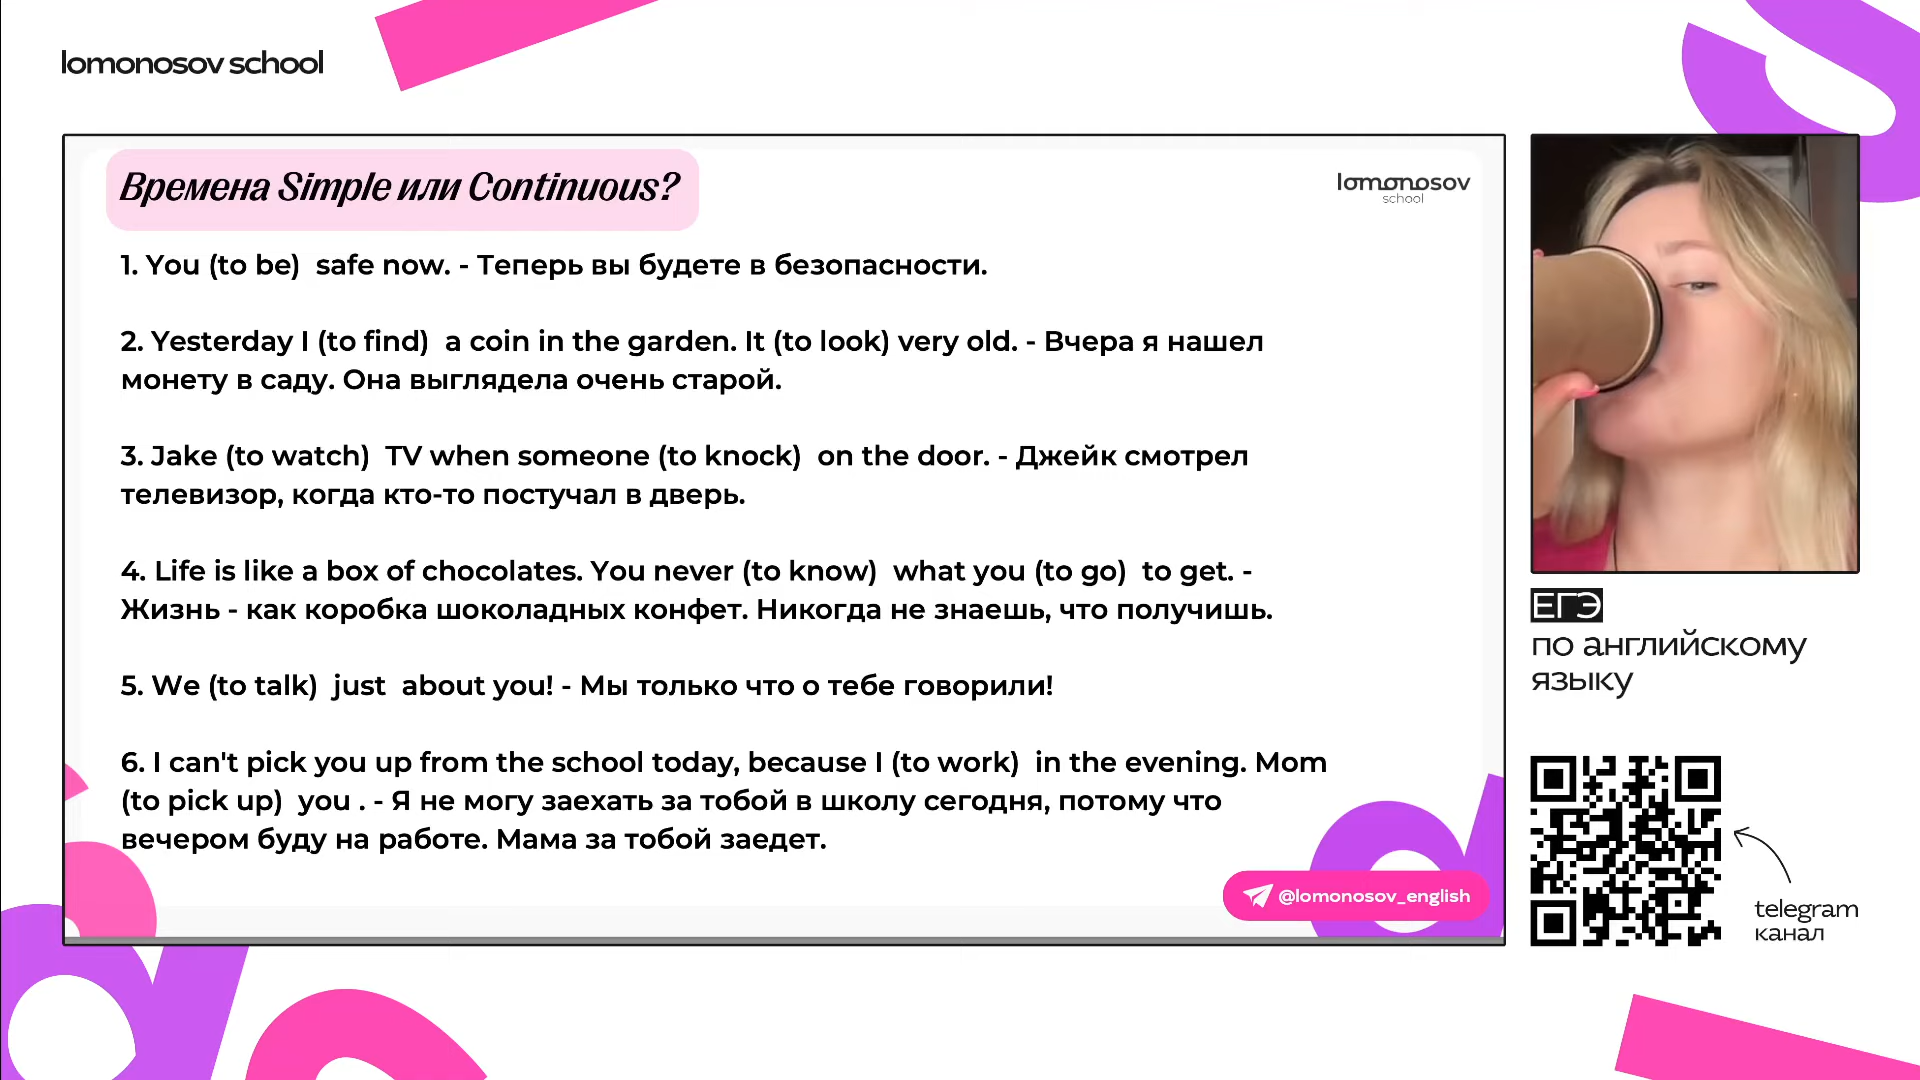 lomonosov school
Времена Simple или Continuous?
lomonosov
school
1. You (to be)  safe now. - Теперь вы будете в безопасности.
2. Yesterday I (to find)  a coin in the garden. It (to look) very old. - Вчера я нашел
монету в саду. Она выглядела очень старой.
3. Jake (to watch)  TV when someone (to knock)  on the door. - Джейк смотрел
телевизор, когда кто-то постучал в дверь.
4. Life is like a box of chocolates. You never (to know)  what you (to go)  to get. -
Жизнь - как коробка шоколадных конфет. Никогда не знаешь, что получишь.
5. We (to talk)  just  about you! - Мы только что о тебе говорили!
6. I can't pick you up from the school today, because I (to work)  in the evening. Mom
(to pick up)  you . - Я не могу заехать за тобой в школу сегодня, потому что
вечером буду на работе. Мама за тобой заедет.
@lomonosov_english
ЕГЭ
по английскому
языку
telegram
канал